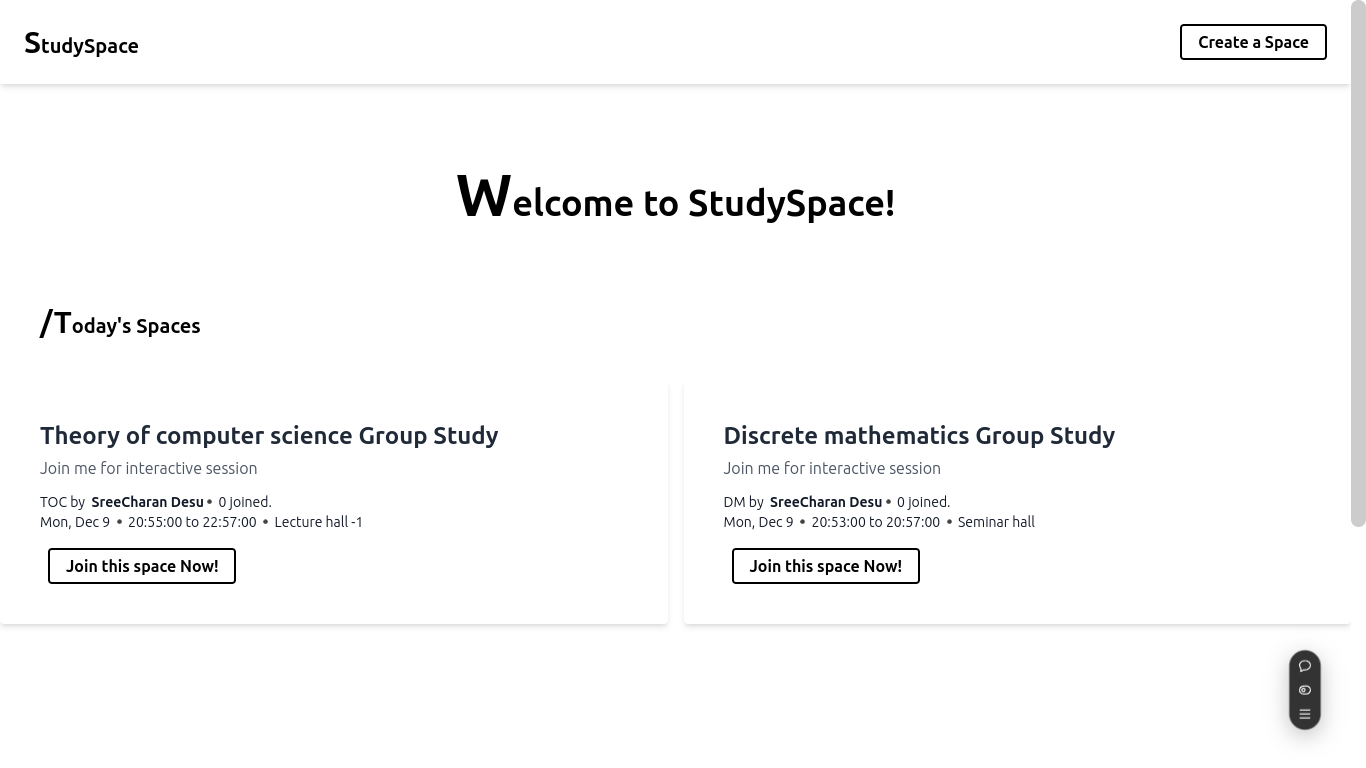 StudySpace
Create a Space
Welcome to StudySpace!
/Today's Spaces
Theory of computer science Group Study
Join me for interactive session
TOC by SreeCharan Desu • 0 joined.
Mon, Dec 9 • 20:55:00 to 22:57:00 • Lecture hall -1
Join this space Now!
Discrete mathematics Group Study
Join me for interactive session
DM by SreeCharan Desu • 0 joined.
Mon, Dec 9 • 20:53:00 to 20:57:00 • Seminar hall
Join this space Now!